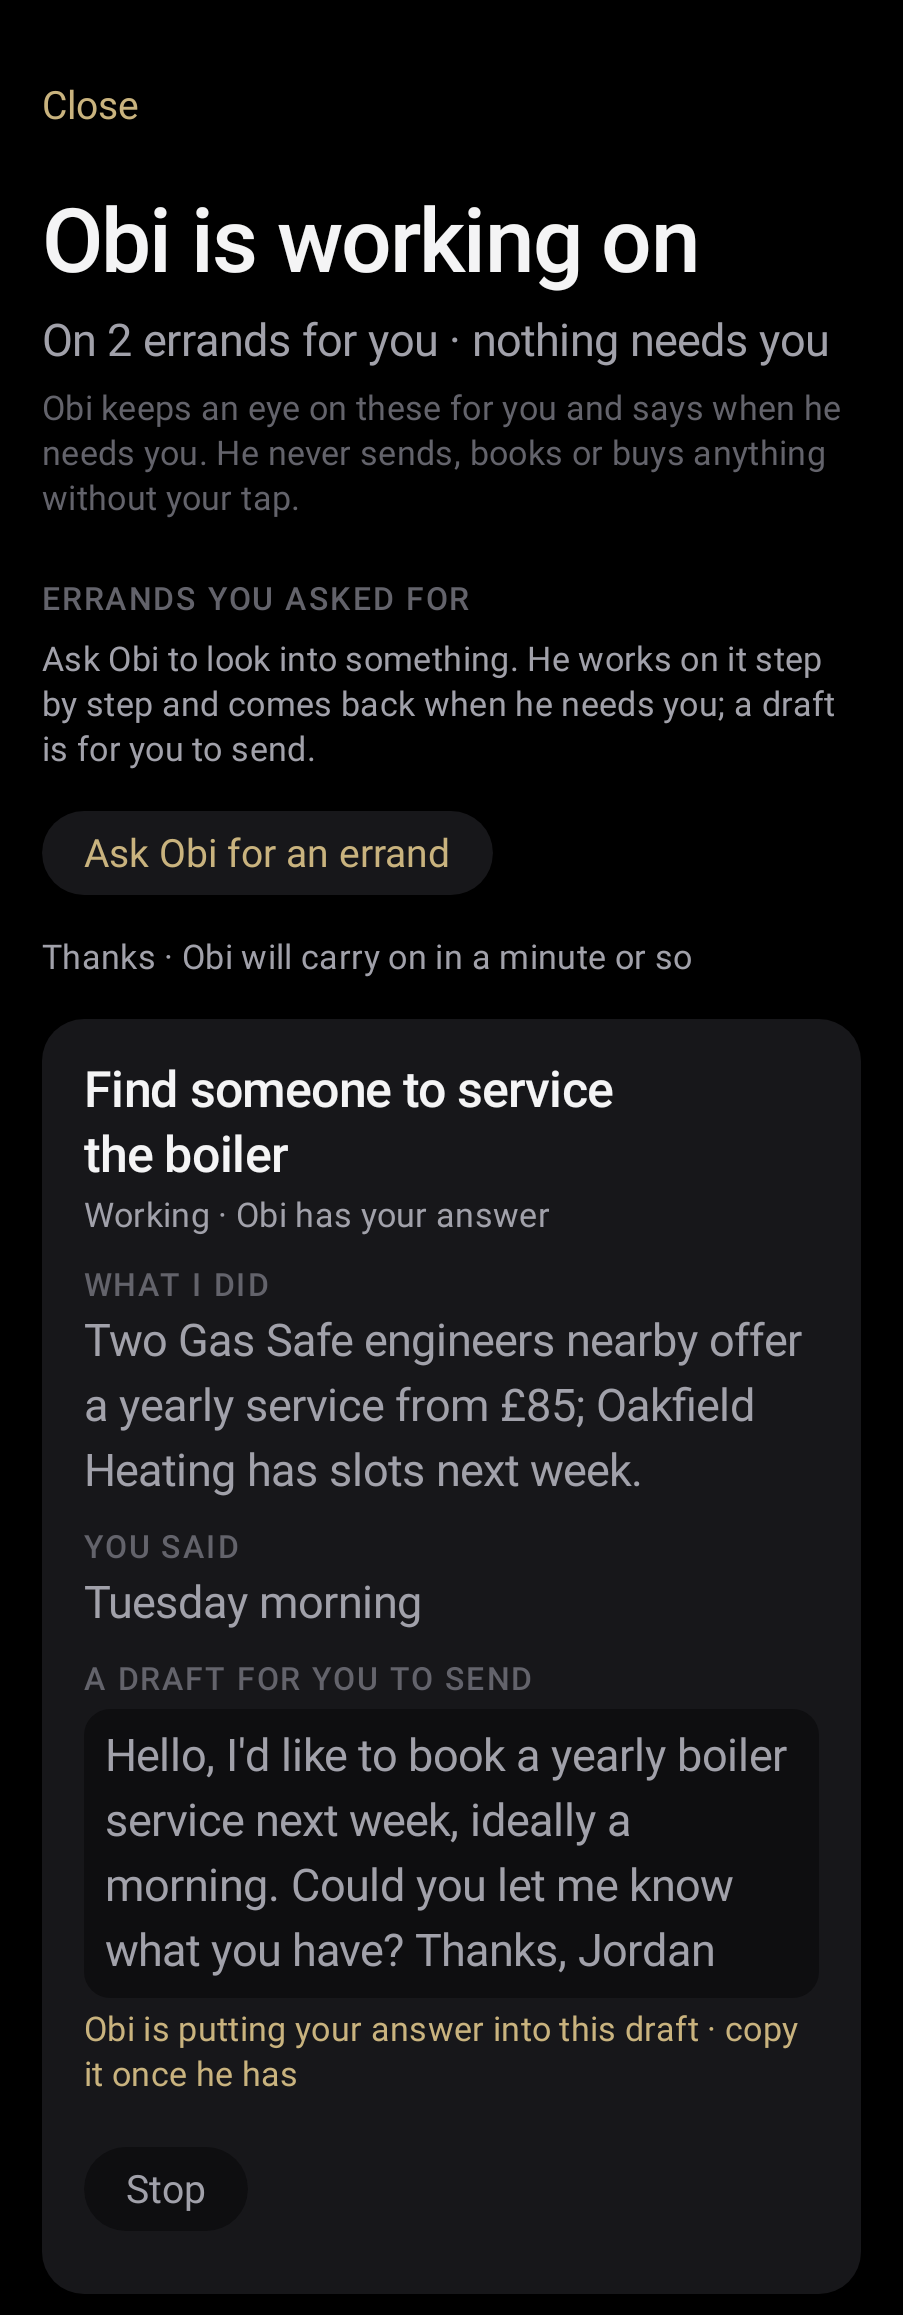 Close
Obi is working on
On 2 errands for you · nothing needs you
Obi keeps an eye on these for you and says when he
needs you. He never sends, books or buys anything
without your tap.
ERRANDS YOU ASKED FOR
Ask Obi to look into something. He works on it step
by step and comes back when he needs you; a draft
is for you to send.
Ask Obi for an errand
Thanks · Obi will carry on in a minute or so
Find someone to service
the boiler
Working · Obi has your answer
WHAT I DID
Two Gas Safe engineers nearby offer
a yearly service from £85; Oakfield
Heating has slots next week.
YOU SAID
Tuesday morning
A DRAFT FOR YOU TO SEND
Hello, I'd like to book a yearly boiler
service next week, ideally a
morning. Could you let me know
what you have? Thanks, Jordan
Obi is putting your answer into this draft · copy
it once he has
Stop